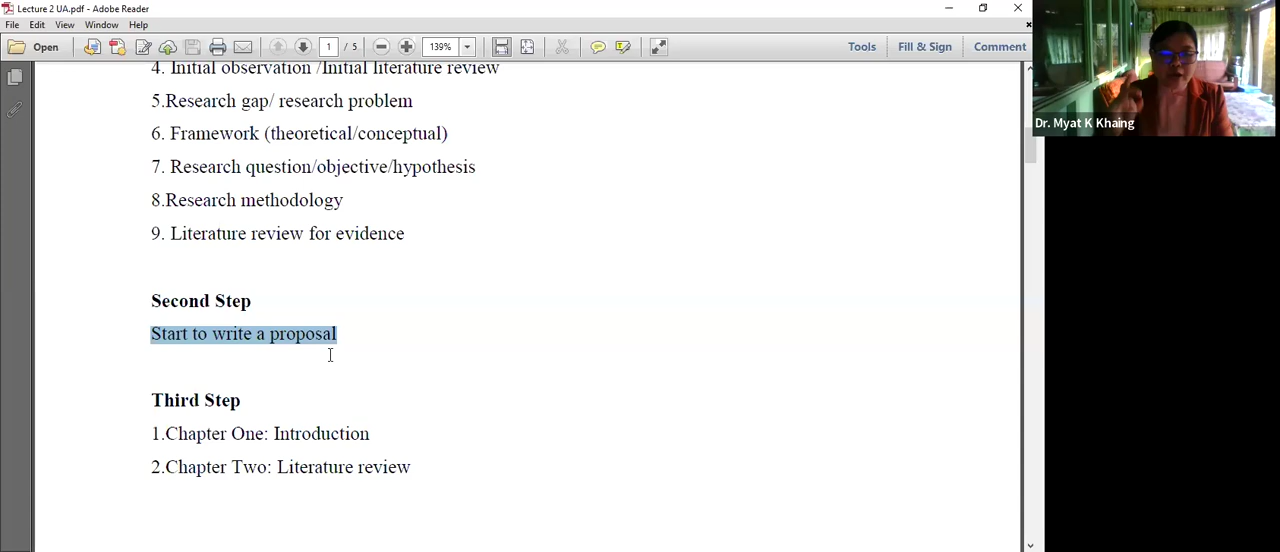 Lecture 2 UA.pdf - Adobe Reader
File Edit View Window Help
Open 1 / 5 139% Tools Fill & Sign Comment
4. Initial observation /Initial literature review
5.Research gap/ research problem
6. Framework (theoretical/conceptual)
7. Research question/objective/hypothesis
8.Research methodology
9. Literature review for evidence
Second Step
Start to write a proposal
Third Step
1.Chapter One: Introduction
2.Chapter Two: Literature review
Dr. Myat K Khaing